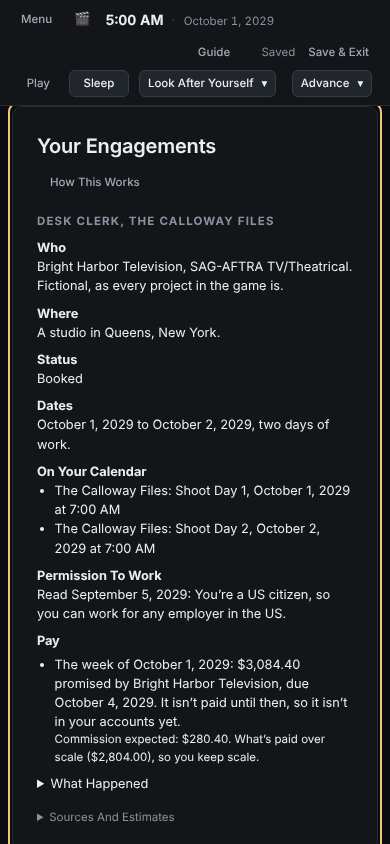 Menu 🎬 5:00 AM · October 1, 2029
Guide Saved Save & Exit
Play Sleep Look After Yourself ▾ Advance ▾
Your Engagements
How This Works
DESK CLERK, THE CALLOWAY FILES
Who
Bright Harbor Television, SAG-AFTRA TV/Theatrical.
Fictional, as every project in the game is.
Where
A studio in Queens, New York.
Status
Booked
Dates
October 1, 2029 to October 2, 2029, two days of
work.
On Your Calendar
• The Calloway Files: Shoot Day 1, October 1, 2029
at 7:00 AM
• The Calloway Files: Shoot Day 2, October 2,
2029 at 7:00 AM
Permission To Work
Read September 5, 2029: You’re a US citizen, so
you can work for any employer in the US.
Pay
• The week of October 1, 2029: $3,084.40
promised by Bright Harbor Television, due
October 4, 2029. It isn’t paid until then, so it isn’t
in your accounts yet.
Commission expected: $280.40. What’s paid over
scale ($2,804.00), so you keep scale.
▶ What Happened
▶ Sources And Estimates